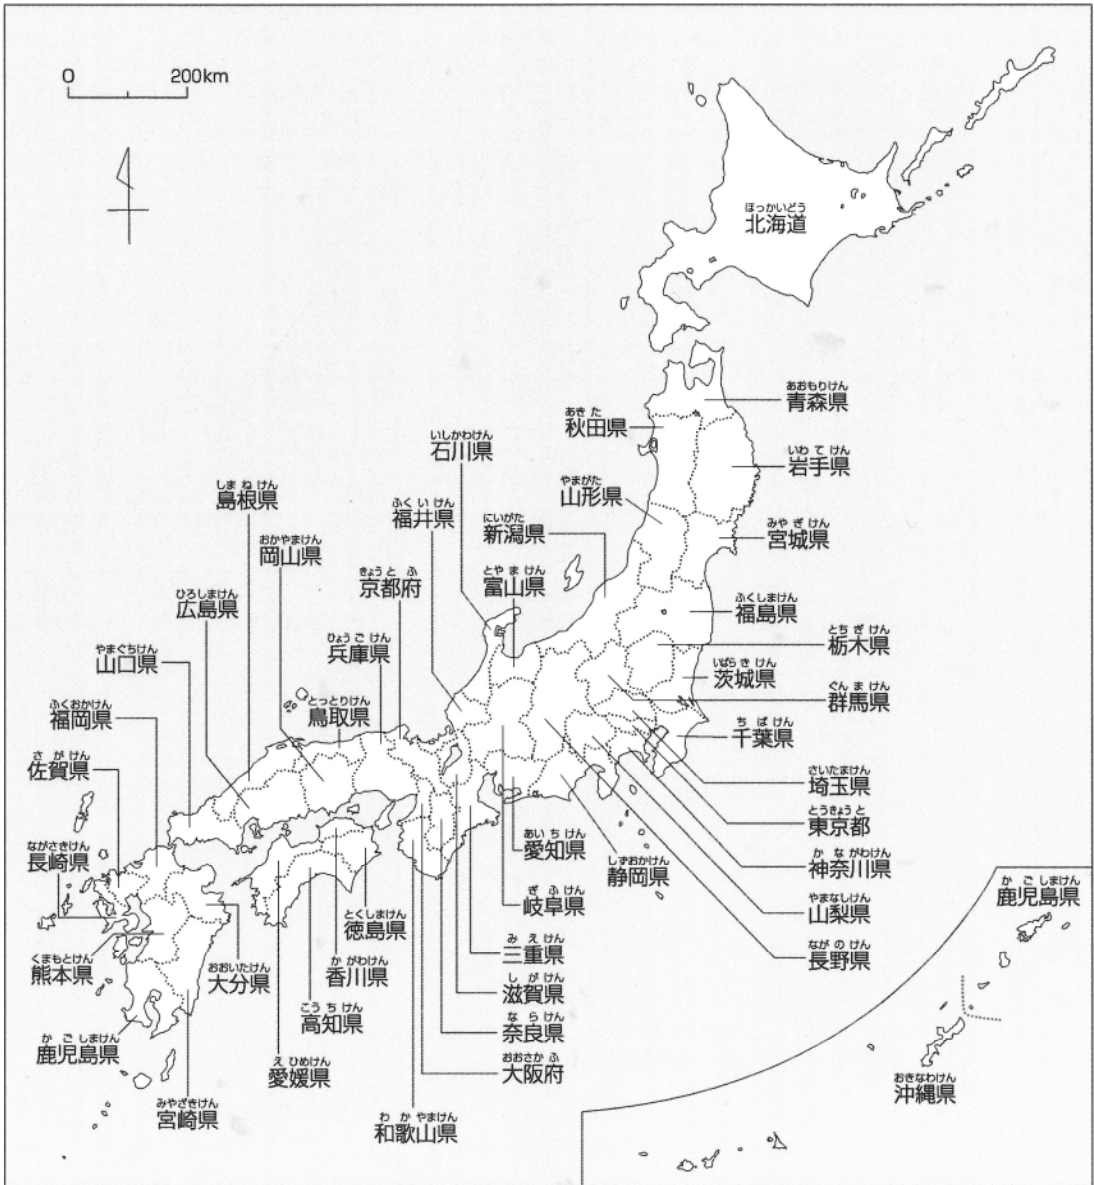 0 200km
ほっかいどう
北海道
あおもりけん
青森県
あきた
秋田県
いわてけん
岩手県
やまがた
山形県
みやぎけん
宮城県
にいがた
新潟県
ふくしまけん
福島県
とちぎけん
栃木県
いばらきけん
茨城県
ぐんまけん
群馬県
ちばけん
千葉県
さいたまけん
埼玉県
とうきょうと
東京都
かながわけん
神奈川県
やまなしけん
山梨県
ながのけん
長野県
いしかわけん
石川県
ふくいけん
福井県
とやまけん
富山県
しまねけん
島根県
おかやまけん
岡山県
きょうとふ
京都府
ひろしまけん
広島県
ひょうごけん
兵庫県
やまぐちけん
山口県
とっとりけん
鳥取県
ふくおかけん
福岡県
さがけん
佐賀県
ながさきけん
長崎県
くまもとけん
熊本県
おおいたけん
大分県
かごしまけん
鹿児島県
みやざきけん
宮崎県
えひめけん
愛媛県
こうちけん
高知県
かがわけん
香川県
とくしまけん
徳島県
わかやまけん
和歌山県
おおさかふ
大阪府
ならけん
奈良県
しがけん
滋賀県
みえけん
三重県
ぎふけん
岐阜県
あいちけん
愛知県
しずおかけん
静岡県
かごしまけん
鹿児島県
おきなわけん
沖縄県